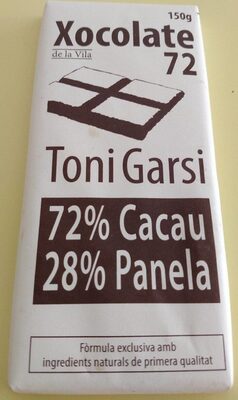 150g
Xocolate
de la Vila
72
Toni Garsi
72% Cacau
28% Panela
Fòrmula exclusiva amb
ingredients naturals de primera qualitat